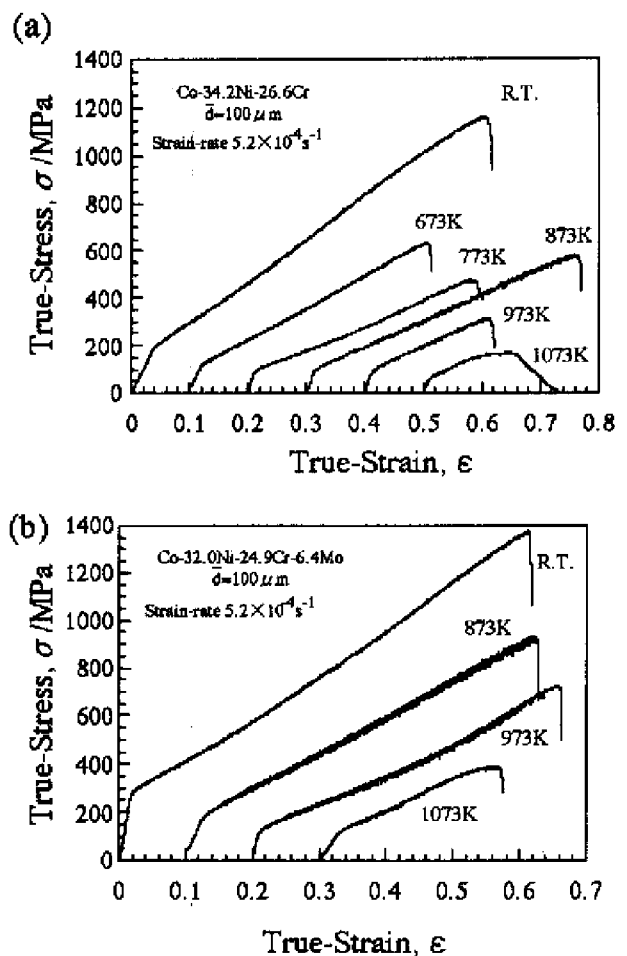 (a)
1400
1200
1000
800
600
400
200
0
True-Stress, σ /MPa
Co-34.2Ni-26.6Cr
d̄=100 μm
Strain-rate 5.2×10⁻⁴s⁻¹
R.T.
673K
773K
873K
973K
1073K
0 0.1 0.2 0.3 0.4 0.5 0.6 0.7 0.8
True-Strain, ε
(b)
1400
1200
1000
800
600
400
200
0
True-Stress, σ /MPa
Co-32.0Ni-24.9Cr-6.4Mo
d̄=100 μm
Strain-rate 5.2×10⁻⁴s⁻¹
R.T.
873K
973K
1073K
0 0.1 0.2 0.3 0.4 0.5 0.6 0.7
True-Strain, ε